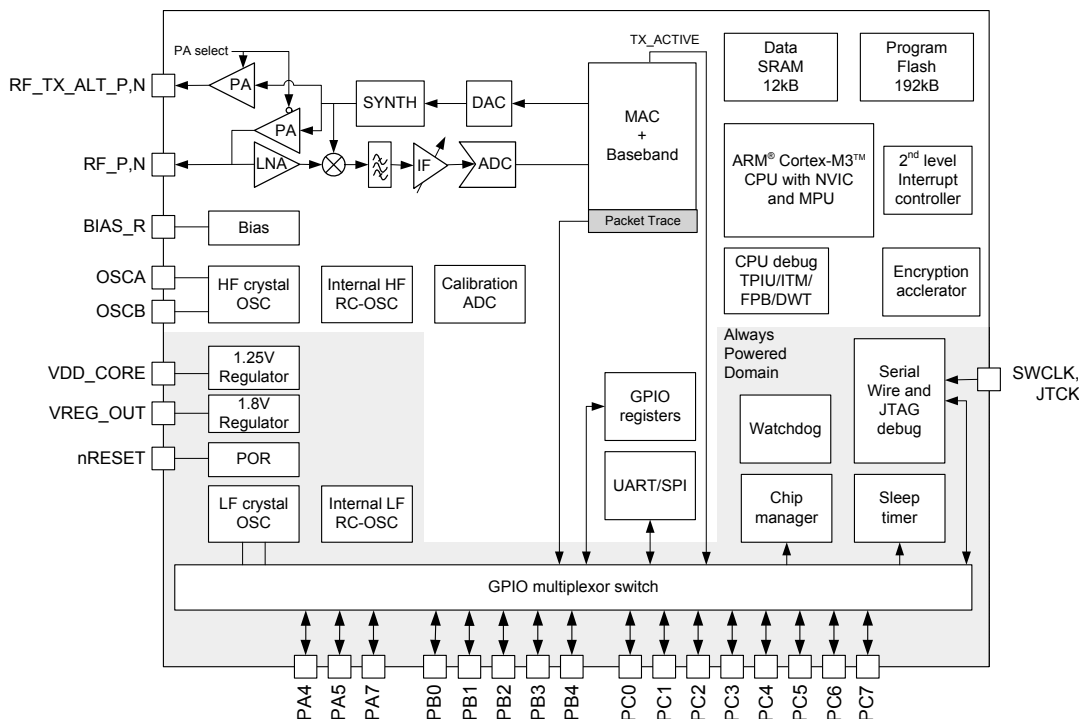 TX_ACTIVE
PA select
Data
SRAM
12kB
Program
Flash
192kB
RF_TX_ALT_P,N
PA
SYNTH
DAC
MAC
+
Baseband
PA
RF_P,N
LNA
IF
ADC
ARM® Cortex-M3™
CPU with NVIC
and MPU
2nd level
Interrupt
controller
Packet Trace
BIAS_R
Bias
OSCA
OSCB
HF crystal
OSC
Internal HF
RC-OSC
Calibration
ADC
CPU debug
TPIU/ITM/
FPB/DWT
Encryption
acclerator
Always
Powered
Domain
VDD_CORE
1.25V
Regulator
VREG_OUT
1.8V
Regulator
nRESET
POR
LF crystal
OSC
Internal LF
RC-OSC
GPIO
registers
UART/SPI
Watchdog
Serial
Wire and
JTAG
debug
SWCLK,
JTCK
Chip
manager
Sleep
timer
GPIO multiplexor switch
PA4
PA5
PA7
PB0
PB1
PB2
PB3
PB4
PC0
PC1
PC2
PC3
PC4
PC5
PC6
PC7